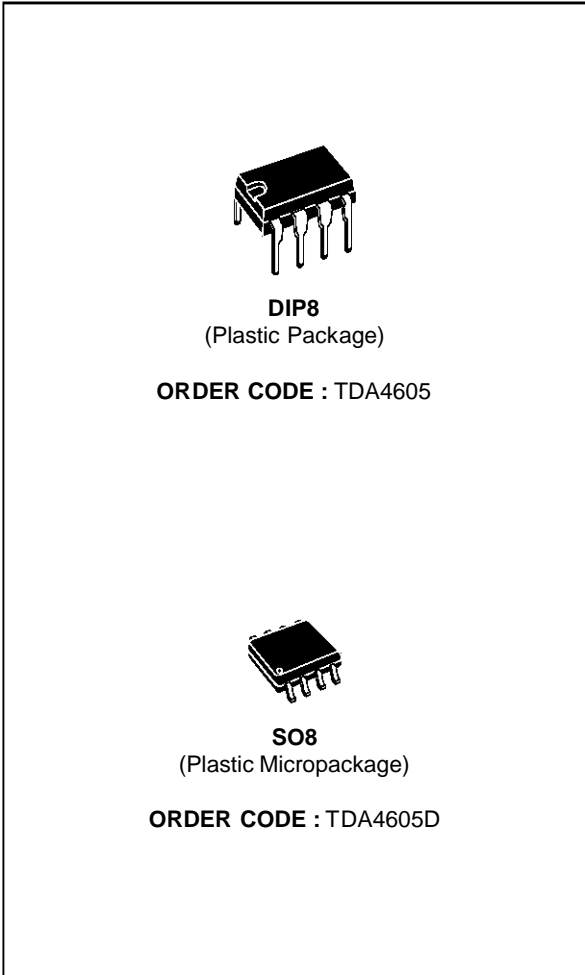 DIP8
(Plastic Package)
ORDER CODE : TDA4605
SO8
(Plastic Micropackage)
ORDER CODE : TDA4605D